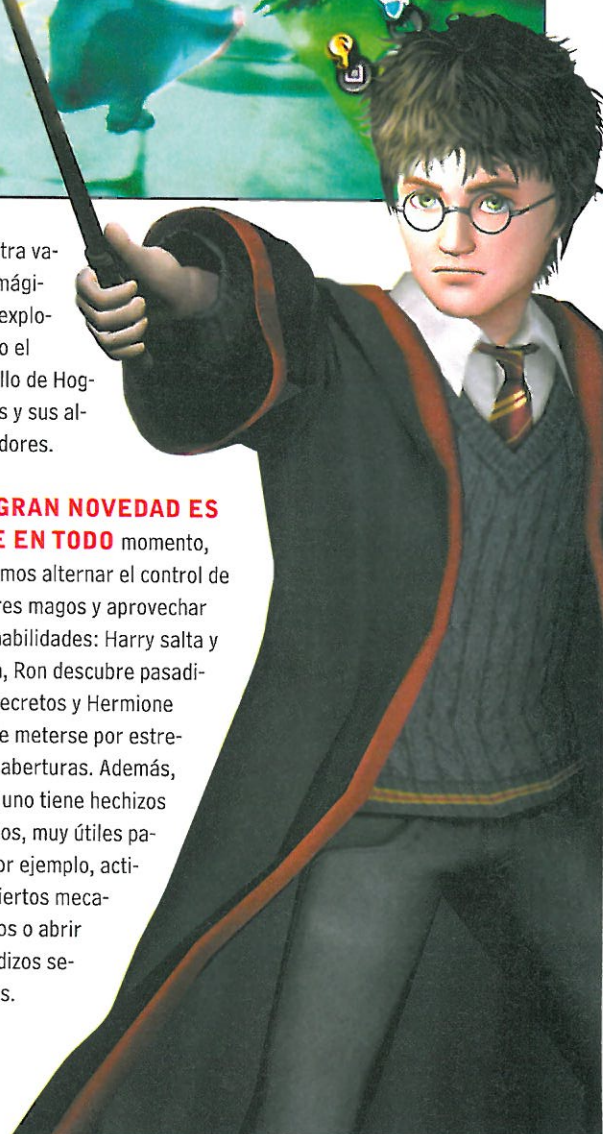 tra va-
mági-
explo-
o el
llo de Hog-
s y sus al-
dores.
GRAN NOVEDAD ES
E EN TODO momento,
mos alternar el control de
res magos y aprovechar
habilidades: Harry salta y
, Ron descubre pasadi-
ecretos y Hermione
e meterse por estre-
aberturas. Además,
uno tiene hechizos
os, muy útiles pa-
or ejemplo, acti-
iertos meca-
os o abrir
dizos se-
s.